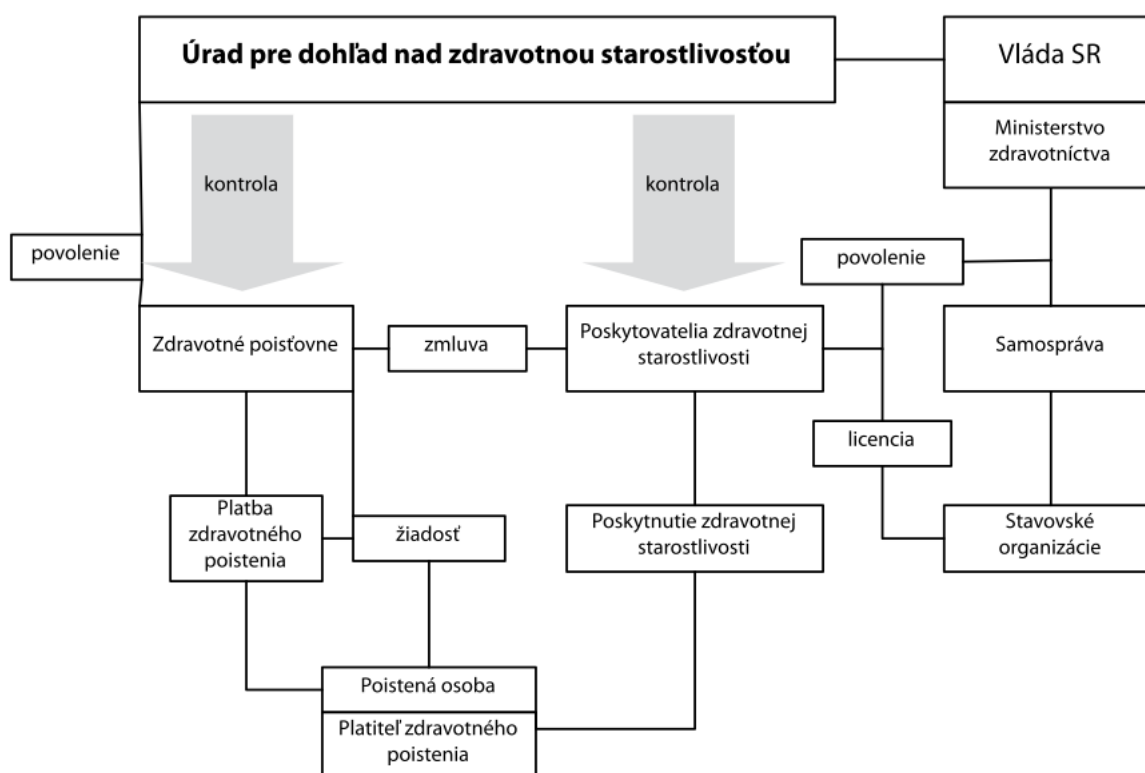 Úrad pre dohľad nad zdravotnou starostlivosťou
Vláda SR
Ministerstvo
zdravotníctva
kontrola
kontrola
povolenie
povolenie
Zdravotné poisťovne
zmluva
Poskytovatelia zdravotnej
starostlivosti
Samospráva
licencia
Platba
zdravotného
poistenia
žiadosť
Poskytnutie zdravotnej
starostlivosti
Stavovské
organizácie
Poistená osoba
Platiteľ zdravotného
poistenia